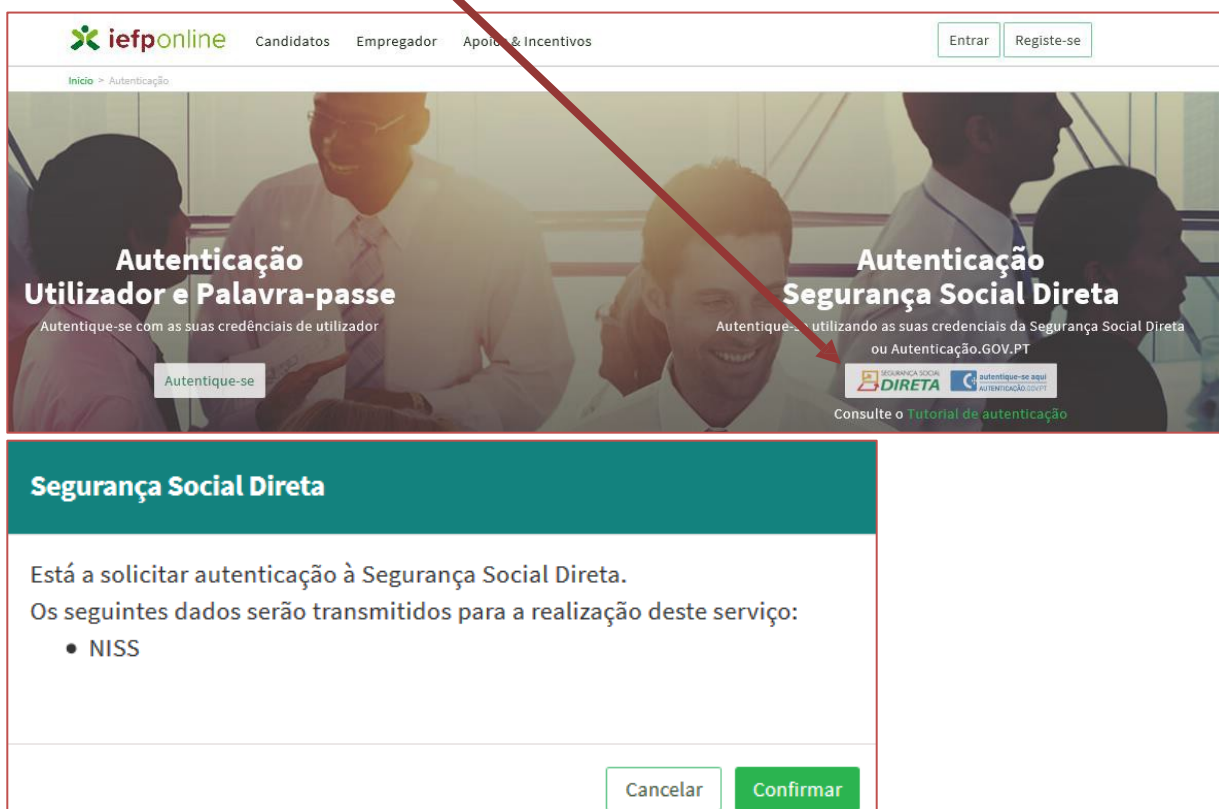 iefponline Candidatos Empregador Apoios & Incentivos Entrar Registe-se
Inicio > Autenticação
Autenticação
Utilizador e Palavra-passe
Autentique-se com as suas credênciais de utilizador
Autentique-se
Autenticação
Segurança Social Direta
Autentique-se utilizando as suas credenciais da Segurança Social Direta
ou Autenticação.GOV.PT
SEGURANÇA SOCIAL
DIRETA
autentique-se aqui
AUTENTICAÇÃO.GOV.PT
Consulte o Tutorial de autenticação
Segurança Social Direta
Está a solicitar autenticação à Segurança Social Direta.
Os seguintes dados serão transmitidos para a realização deste serviço:
• NISS
Cancelar Confirmar